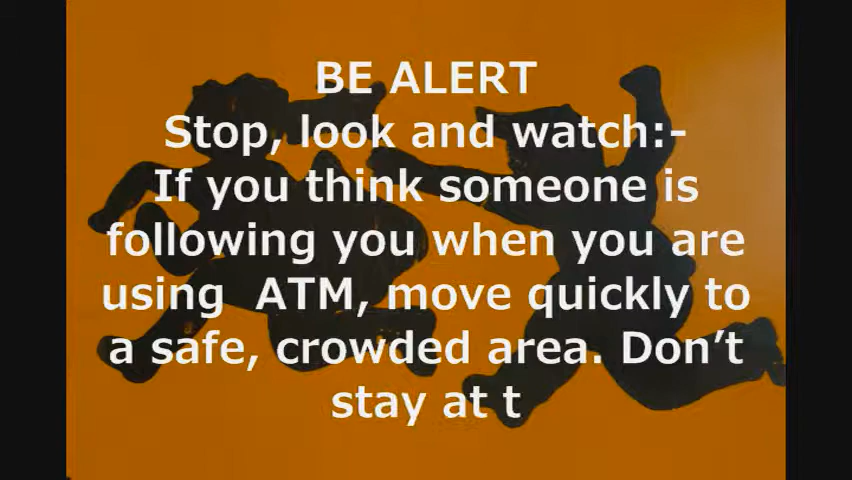 BE ALERT
Stop, look and watch:-
If you think someone is
following you when you are
using  ATM, move quickly to
a safe, crowded area. Don’t
stay at t